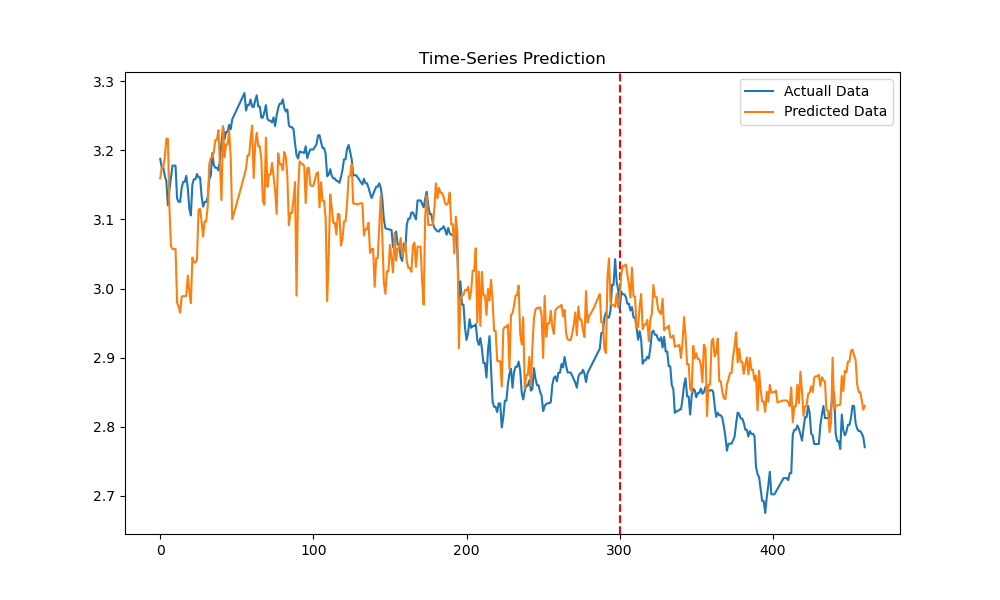 Time-Series Prediction
Actuall Data
Predicted Data
3.3
3.2
3.1
3.0
2.9
2.8
2.7
0 100 200 300 400